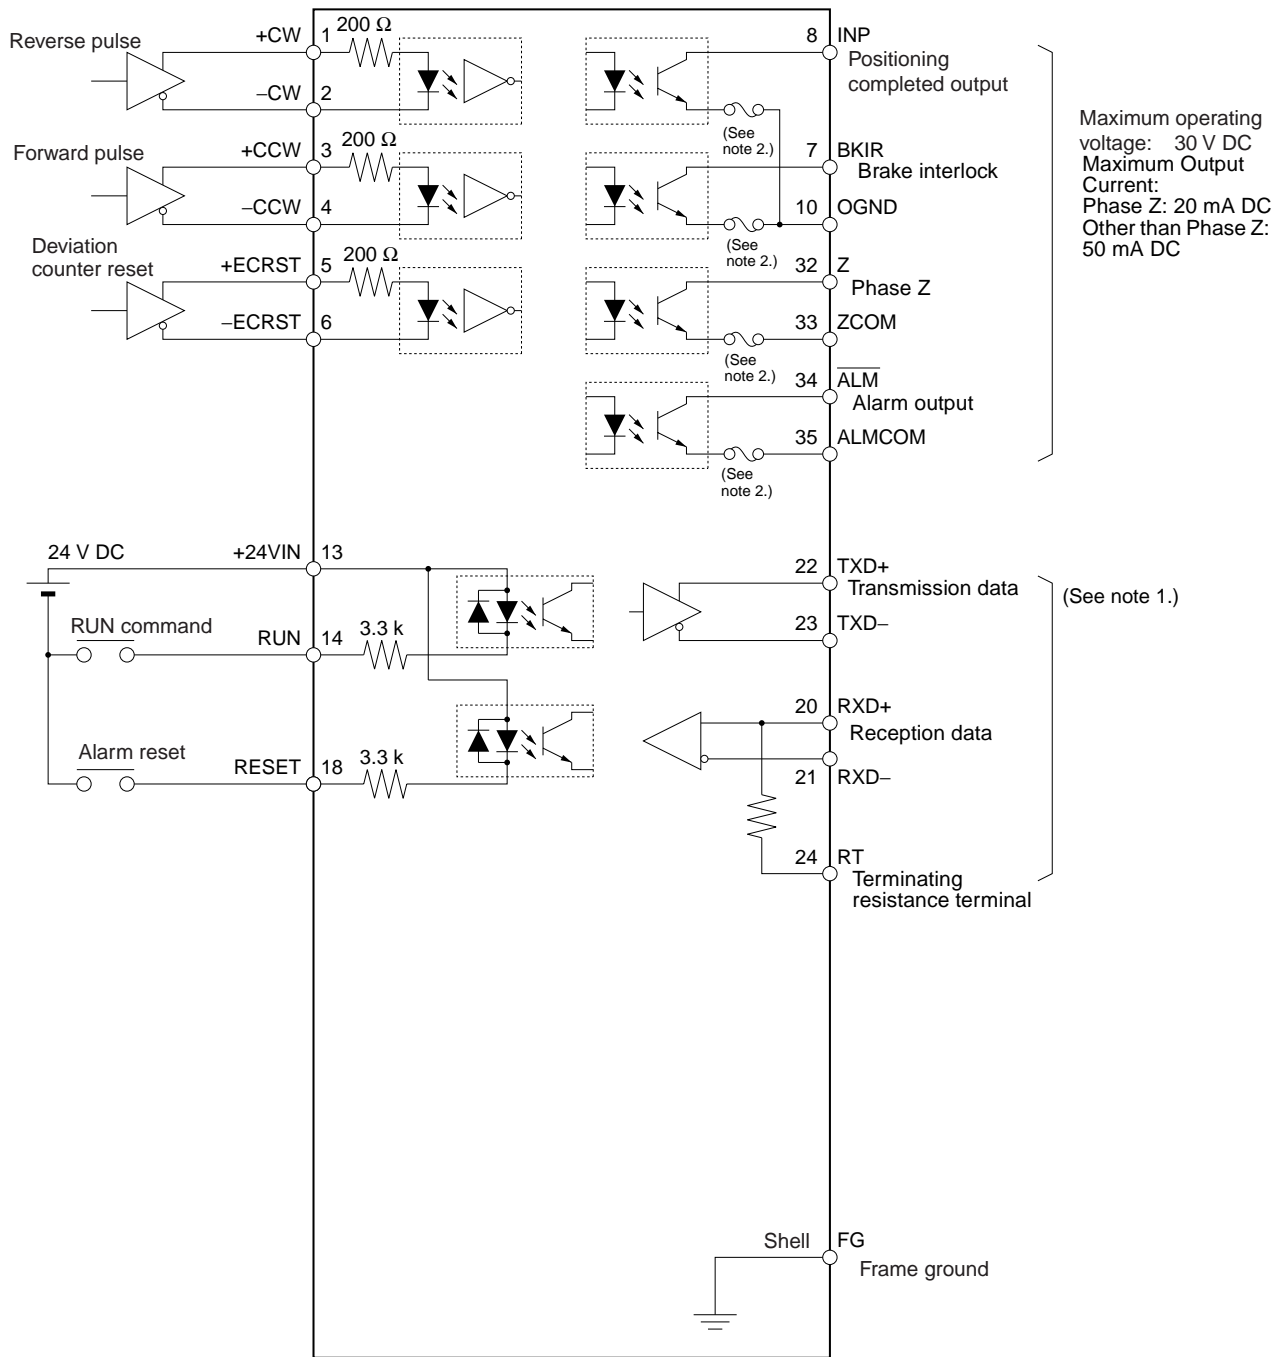 Reverse pulse
+CW
1
200 Ω
–CW
2
Forward pulse
+CCW
3
200 Ω
–CCW
4
Deviation
counter reset
+ECRST
5
200 Ω
–ECRST
6
8
INP
Positioning
completed output
(See
note 2.)
7
BKIR
Brake interlock
10
OGND
(See
note 2.)
32
Z
Phase Z
33
ZCOM
(See
note 2.)
34
ALM
Alarm output
35
ALMCOM
(See
note 2.)
Maximum operating
voltage: 30 V DC
Maximum Output
Current:
Phase Z: 20 mA DC
Other than Phase Z:
50 mA DC
24 V DC
+24VIN
13
RUN command
RUN
14
3.3 k
Alarm reset
RESET
18
3.3 k
22
TXD+
Transmission data
23
TXD–
(See note 1.)
20
RXD+
Reception data
21
RXD–
24
RT
Terminating
resistance terminal
Shell
FG
Frame ground